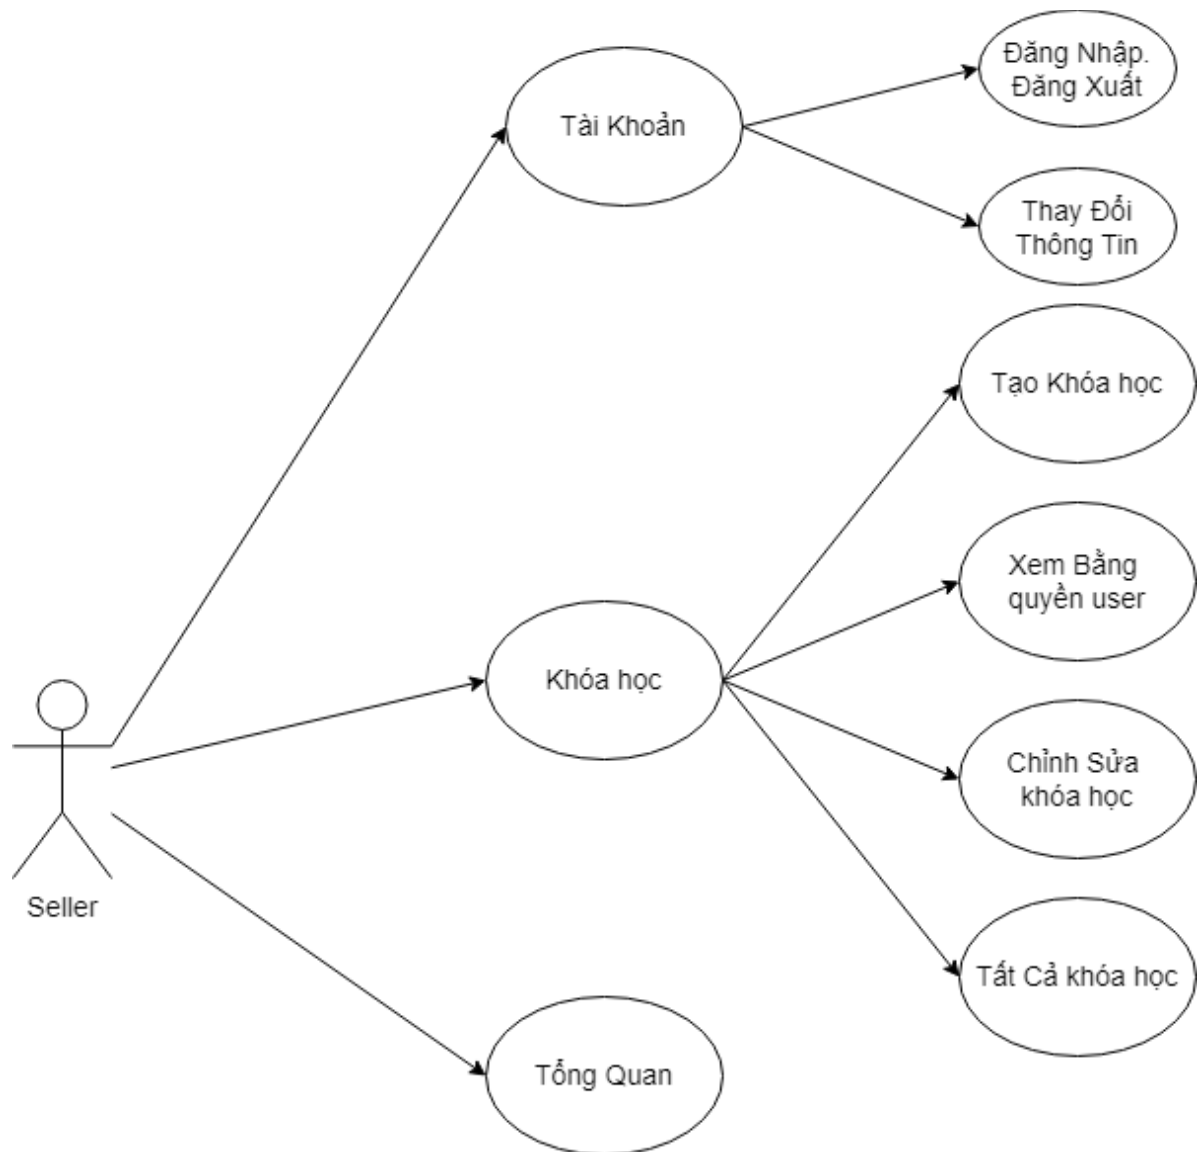 Đăng Nhập.
Đăng Xuất
Tài Khoản
Thay Đổi
Thông Tin
Tạo Khóa học
Xem Bằng
quyền user
Khóa học
Chỉnh Sửa
khóa học
Seller
Tất Cả khóa học
Tổng Quan